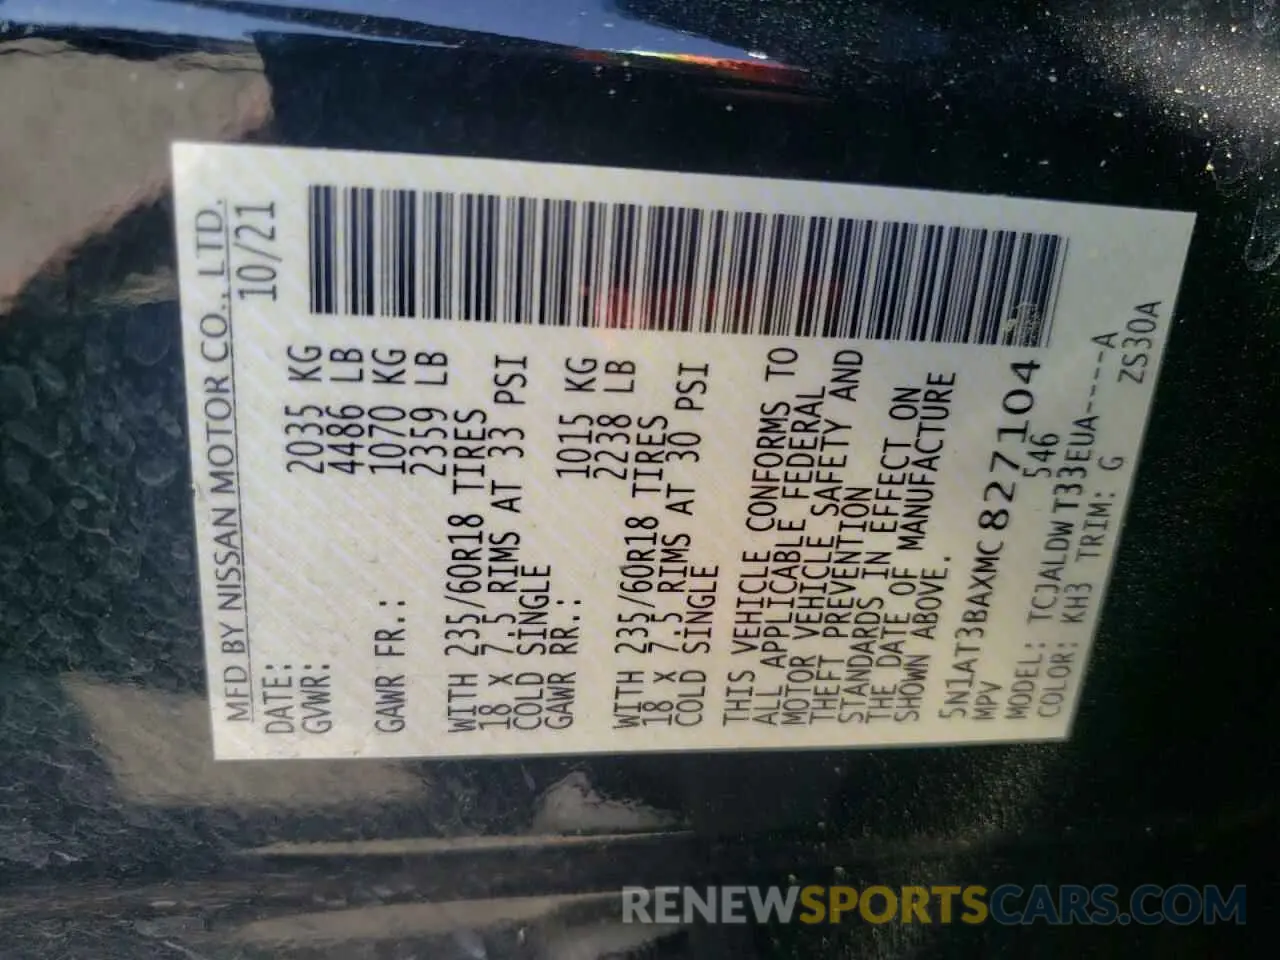 MFD BY NISSAN MOTOR CO., LTD.
DATE: 10/21
GVWR: 2035 KG
4486 LB
GAWR FR.: 1070 KG
2359 LB
WITH 235/60R18 TIRES
18 X 7.5 RIMS AT 33 PSI
COLD SINGLE
GAWR RR.: 1015 KG
2238 LB
WITH 235/60R18 TIRES
18 X 7.5 RIMS AT 30 PSI
COLD SINGLE
THIS VEHICLE CONFORMS TO
ALL APPLICABLE FEDERAL
MOTOR VEHICLE SAFETY AND
THEFT PREVENTION
STANDARDS IN EFFECT ON
THE DATE OF MANUFACTURE
SHOWN ABOVE.
5N1AT3BAXMC827104
MPV 546
MODEL: TCJALDWT33EUA-----A
COLOR: KH3 TRIM: G ZS30A
RENEWSPORTSCARS.COM